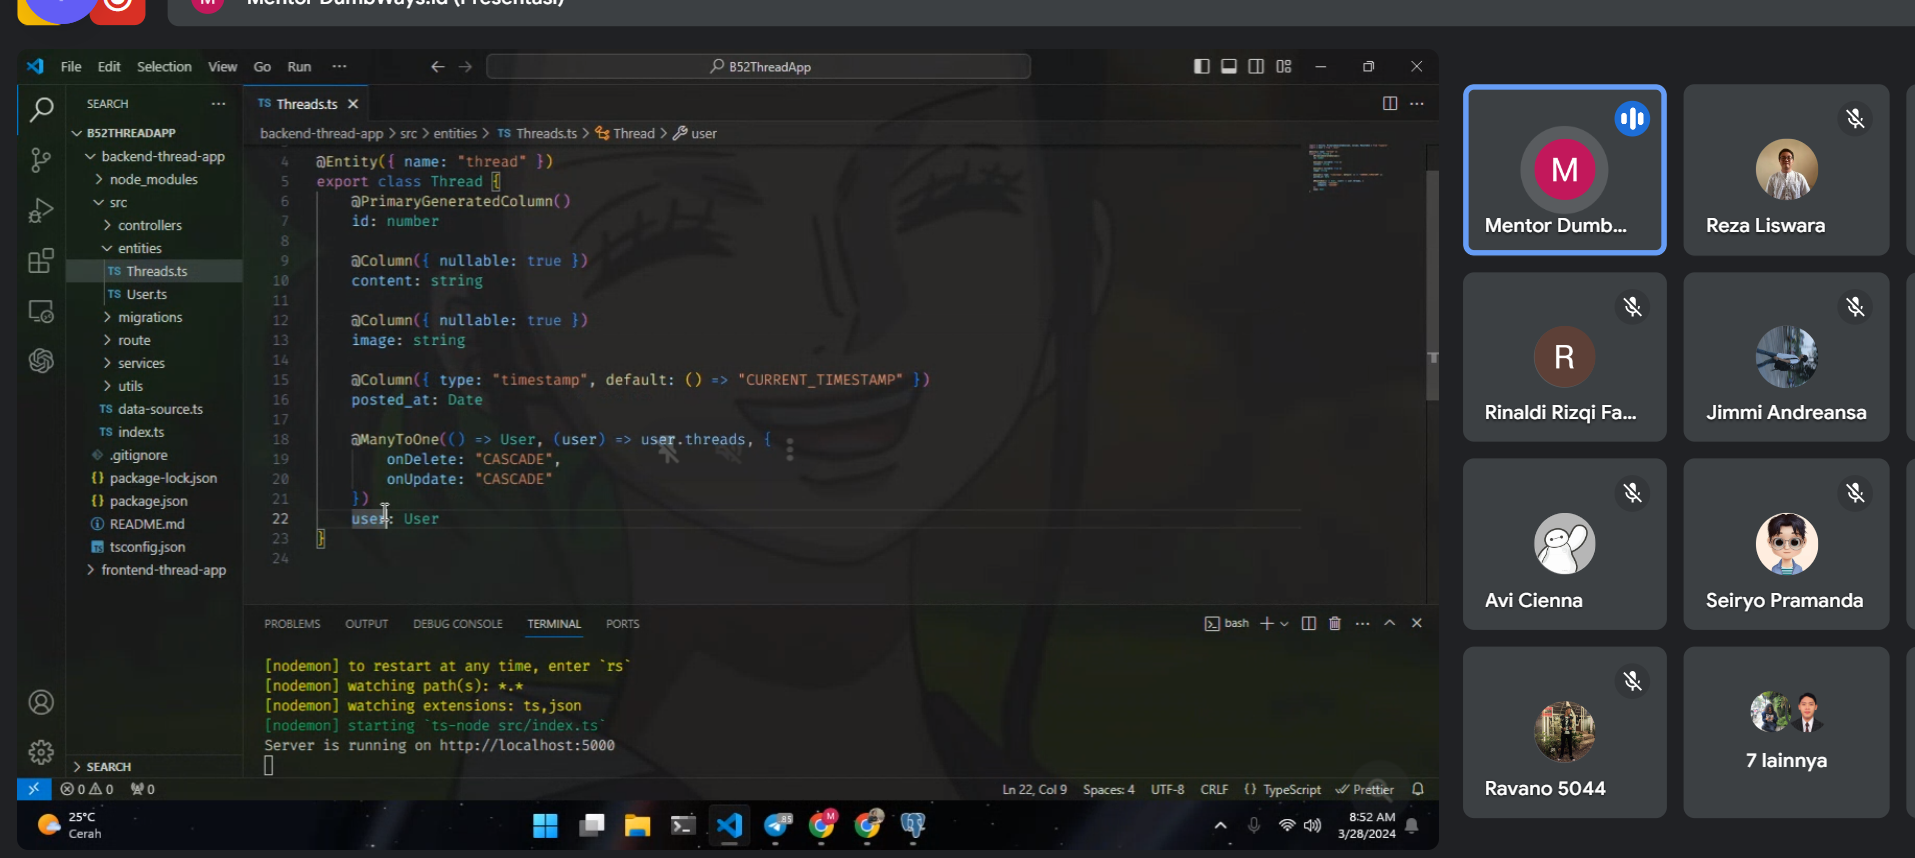 M Mentor DumbWays.id (Presentasi)
File Edit Selection View Go Run ···
B52ThreadApp
SEARCH ···
B52THREADAPP
backend-thread-app
node_modules
src
controllers
entities
TS Threads.ts
TS User.ts
migrations
route
services
utils
TS data-source.ts
TS index.ts
.gitignore
{} package-lock.json
{} package.json
README.md
TS tsconfig.json
frontend-thread-app
SEARCH
TS Threads.ts
backend-thread-app > src > entities > TS Threads.ts > Thread > user
4 @Entity({ name: "thread" })
5 export class Thread {
6 @PrimaryGeneratedColumn()
7 id: number
8
9 @Column({ nullable: true })
10 content: string
11
12 @Column({ nullable: true })
13 image: string
14
15 @Column({ type: "timestamp", default: () => "CURRENT_TIMESTAMP" })
16 posted_at: Date
17
18 @ManyToOne(() => User, (user) => user.threads, {
19 onDelete: "CASCADE",
20 onUpdate: "CASCADE"
21 })
22 user: User
23 }
24
PROBLEMS OUTPUT DEBUG CONSOLE TERMINAL PORTS
bash
[nodemon] to restart at any time, enter `rs`
[nodemon] watching path(s): *.*
[nodemon] watching extensions: ts,json
[nodemon] starting `ts-node src/index.ts`
Server is running on http://localhost:5000
0 0 0
Ln 22, Col 9 Spaces: 4 UTF-8 CRLF {} TypeScript Prettier
25°C
Cerah
85
M
8:52 AM
3/28/2024
M
Mentor Dumb...
Reza Liswara
R
Rinaldi Rizqi Fa...
Jimmi Andreansa
Avi Cienna
Seiryo Pramanda
Ravano 5044
7 lainnya